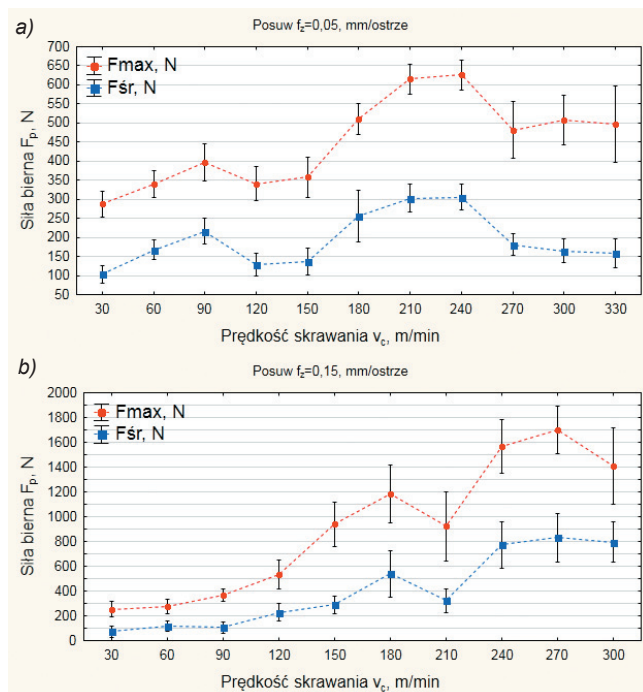 a)
Posuw fz=0,05, mm/ostrze
Fmax, N
Fśr, N
Siła bierna Fp, N
700
650
600
550
500
450
400
350
300
250
200
150
100
50
30 60 90 120 150 180 210 240 270 300 330
Prędkość skrawania vc, m/min
b)
Posuw fz=0,15, mm/ostrze
Fmax, N
Fśr, N
Siła bierna Fp, N
2000
1800
1600
1400
1200
1000
800
600
400
200
0
30 60 90 120 150 180 210 240 270 300
Prędkość skrawania vc, m/min